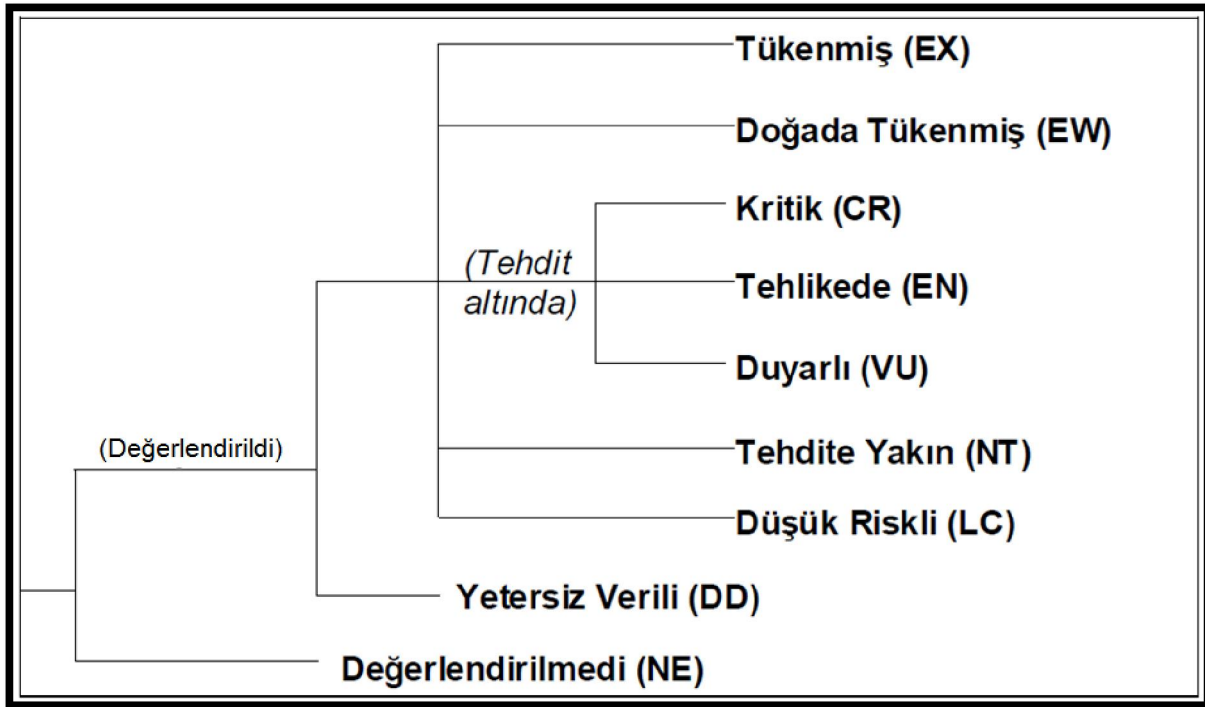 Tükenmiş (EX)
Doğada Tükenmiş (EW)
Kritik (CR)
(Tehdit
altında)
Tehlikede (EN)
Duyarlı (VU)
(Değerlendirildi)
Tehdite Yakın (NT)
Düşük Riskli (LC)
Yetersiz Verili (DD)
Değerlendirilmedi (NE)